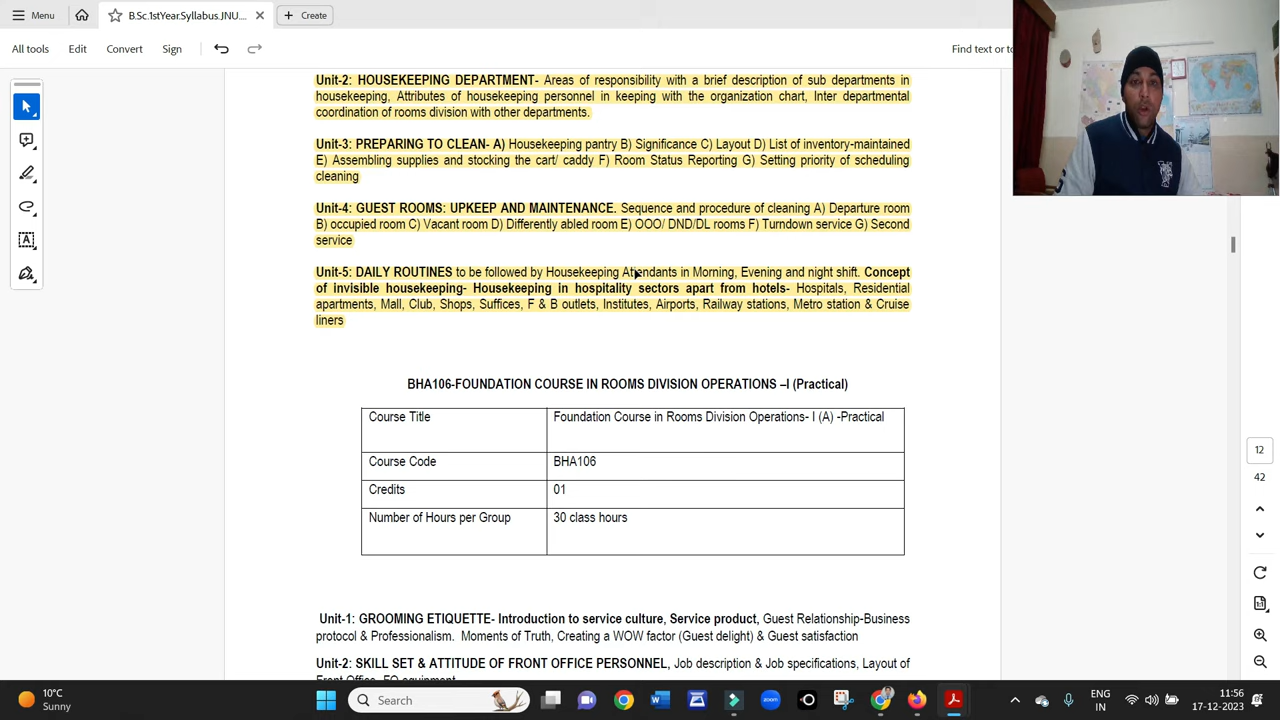 Menu
B.Sc.1stYear.Syllabus.JNU....
Create
All tools
Edit
Convert
Sign
Find text or to
Unit-2: HOUSEKEEPING DEPARTMENT- Areas of responsibility with a brief description of sub departments in
housekeeping, Attributes of housekeeping personnel in keeping with the organization chart, Inter departmental
coordination of rooms division with other departments.
Unit-3: PREPARING TO CLEAN- A) Housekeeping pantry B) Significance C) Layout D) List of inventory-maintained
E) Assembling supplies and stocking the cart/ caddy F) Room Status Reporting G) Setting priority of scheduling
cleaning
Unit-4: GUEST ROOMS: UPKEEP AND MAINTENANCE. Sequence and procedure of cleaning A) Departure room
B) occupied room C) Vacant room D) Differently abled room E) OOO/ DND/DL rooms F) Turndown service G) Second
service
Unit-5: DAILY ROUTINES to be followed by Housekeeping Attendants in Morning, Evening and night shift. Concept
of invisible housekeeping- Housekeeping in hospitality sectors apart from hotels- Hospitals, Residential
apartments, Mall, Club, Shops, Suffices, F & B outlets, Institutes, Airports, Railway stations, Metro station & Cruise
liners
BHA106-FOUNDATION COURSE IN ROOMS DIVISION OPERATIONS –I (Practical)
Course Title
Foundation Course in Rooms Division Operations- I (A) -Practical
Course Code
BHA106
Credits
01
Number of Hours per Group
30 class hours
Unit-1: GROOMING ETIQUETTE- Introduction to service culture, Service product, Guest Relationship-Business
protocol & Professionalism. Moments of Truth, Creating a WOW factor (Guest delight) & Guest satisfaction
Unit-2: SKILL SET & ATTITUDE OF FRONT OFFICE PERSONNEL, Job description & Job specifications, Layout of
Front Office, FO equipment
12
42
10°C
Sunny
Search
ENG
IN
11:56
17-12-2023